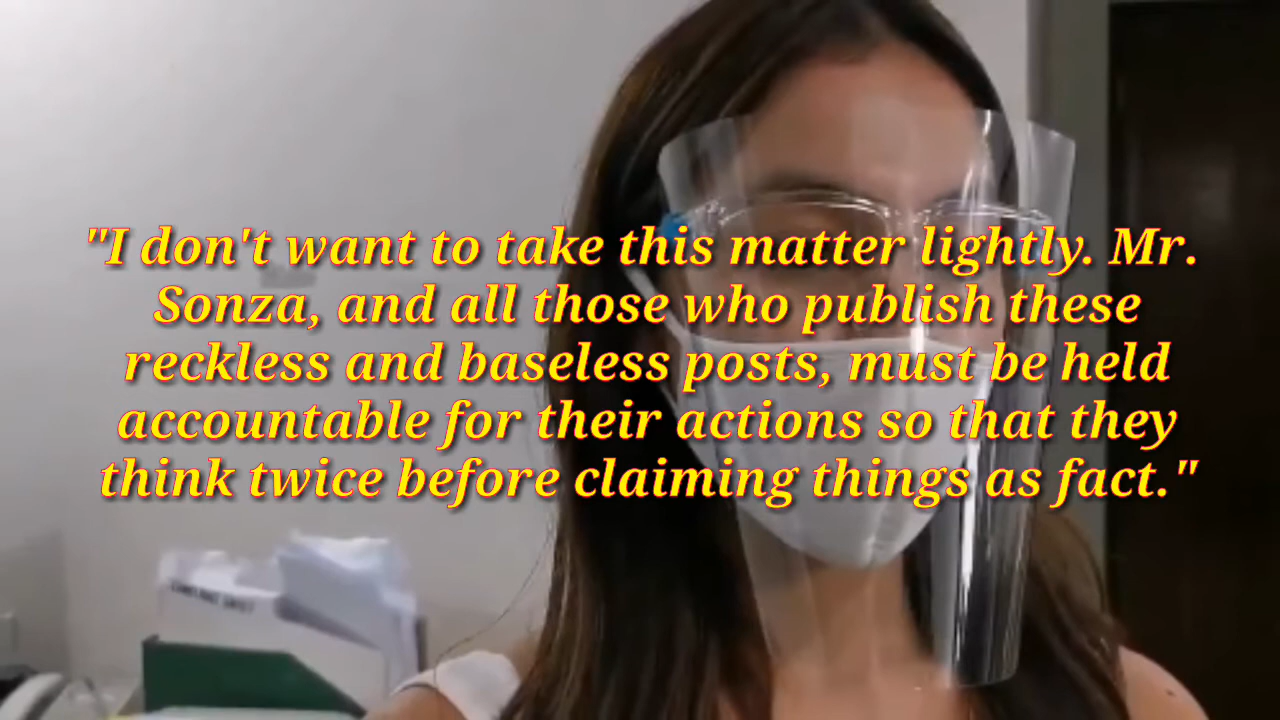 "I don't want to take this matter lightly. Mr.
Sonza, and all those who publish these
reckless and baseless posts, must be held
accountable for their actions so that they
think twice before claiming things as fact."